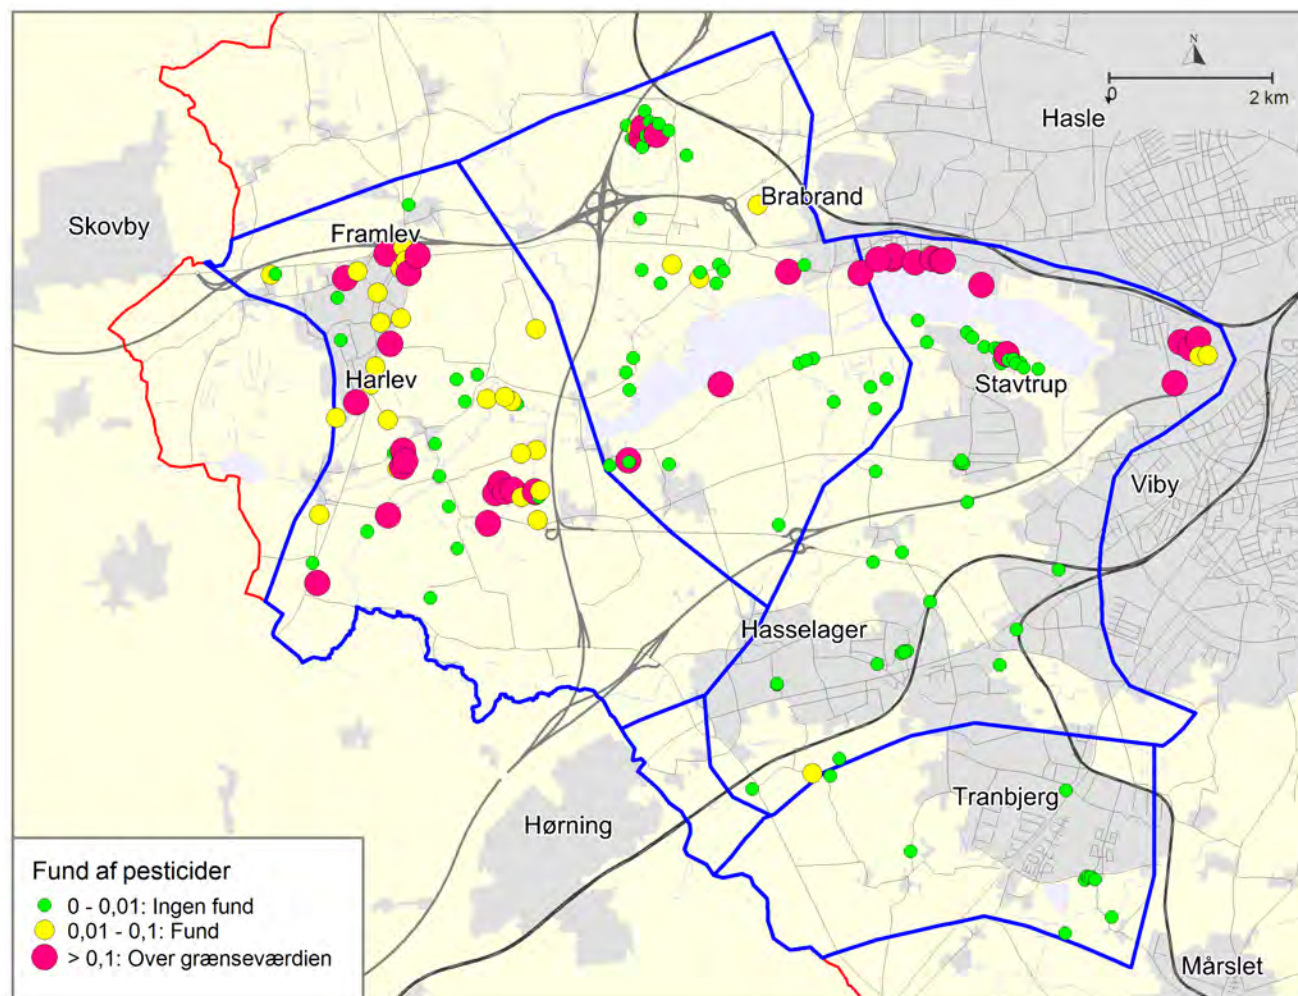 N
0
2 km
Hasle
Brabrand
Skovby
Framlev
Harlev
Stavtrup
Viby
Hasselager
Tranbjerg
Hørning
Mårslet
Fund af pesticider
0 - 0,01: Ingen fund
0,01 - 0,1: Fund
> 0,1: Over grænseværdien